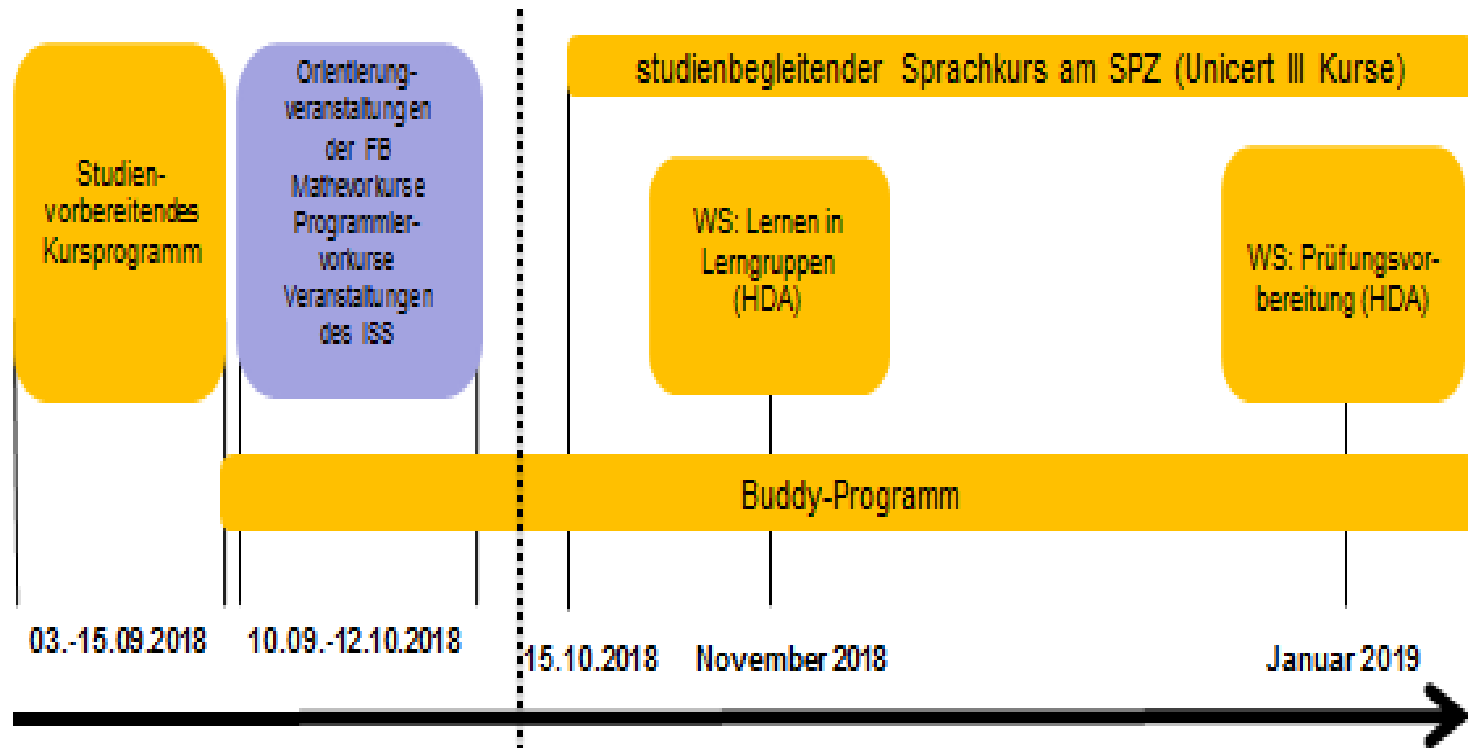 Studien-
vorbereitendes
Kursprogramm
Orientierung-
veranstaltungen
der FB
Mathevorkurse
Programmier-
vorkurse
Veranstaltungen
des ISS
studienbegleitender Sprachkurs am SPZ (Unicert III Kurse)
WS: Lernen in
Lerngruppen
(HDA)
WS: Prüfungsvor-
bereitung (HDA)
Buddy-Programm
03.-15.09.2018
10.09.-12.10.2018
15.10.2018
November 2018
Januar 2019